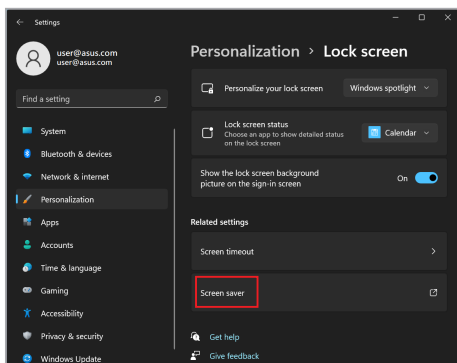 Settings
user@asus.com
user@asus.com
Find a setting
System
Bluetooth & devices
Network & internet
Personalization
Apps
Accounts
Time & language
Gaming
Accessibility
Privacy & security
Windows Update
Personalization > Lock screen
Personalize your lock screen
Windows spotlight
Lock screen status
Choose an app to show detailed status
on the lock screen
Calendar
Show the lock screen background
picture on the sign-in screen
On
Related settings
Screen timeout
Screen saver
Get help
Give feedback